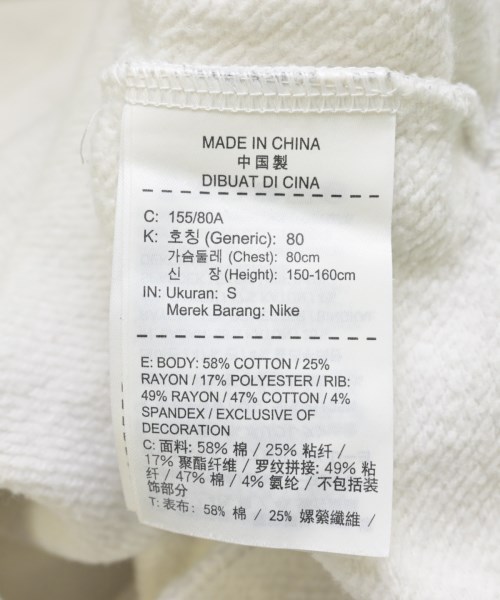 MADE IN CHINA
中国製
DIBUAT DI CINA
C: 155/80A
K: 호칭 (Generic): 80
가슴둘레 (Chest): 80cm
신 장 (Height): 150-160cm
IN: Ukuran: S
Merek Barang: Nike
E: BODY: 58% COTTON / 25%
RAYON / 17% POLYESTER / RIB:
49% RAYON / 47% COTTON / 4%
SPANDEX / EXCLUSIVE OF
DECORATION
C: 面料: 58% 棉 / 25% 粘纤 /
17% 聚酯纤维 / 罗纹拼接: 49% 粘
纤 / 47% 棉 / 4% 氨纶 / 不包括装
饰部分
T: 表布: 58% 棉 / 25% 嫘縈纖維 /